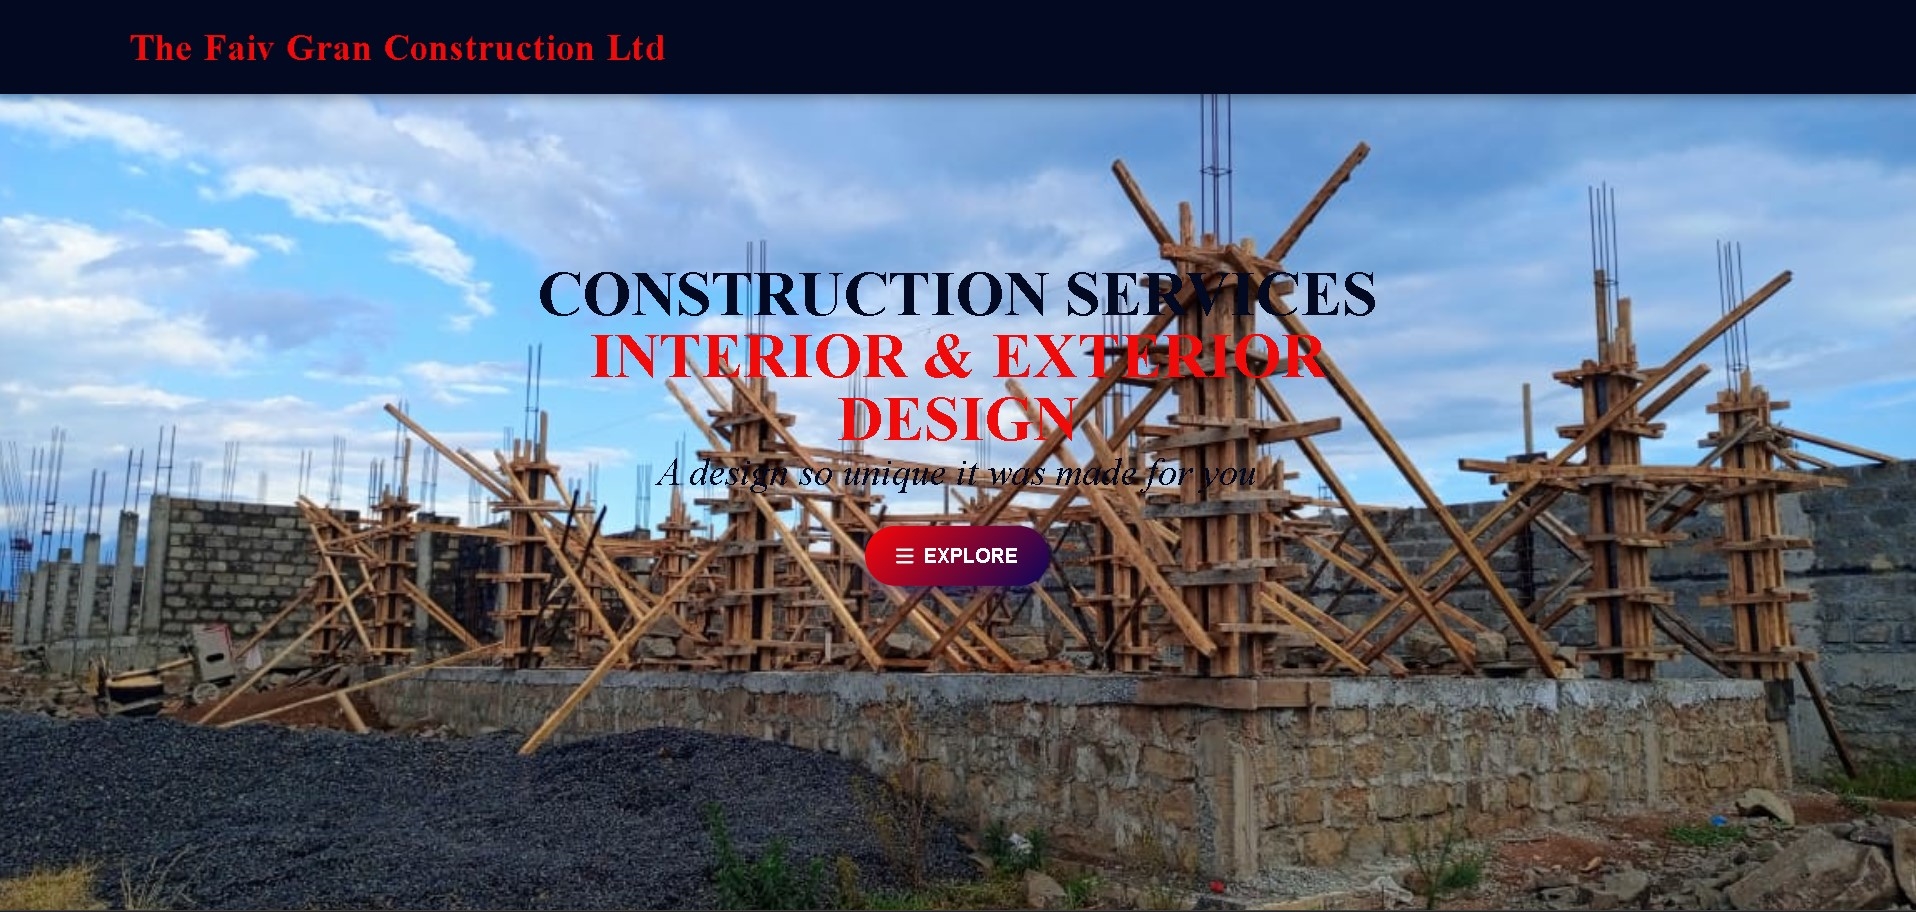 The Faiv Gran Construction Ltd
CONSTRUCTION SERVICES
INTERIOR & EXTERIOR
DESIGN
A design so unique it was made for you
EXPLORE